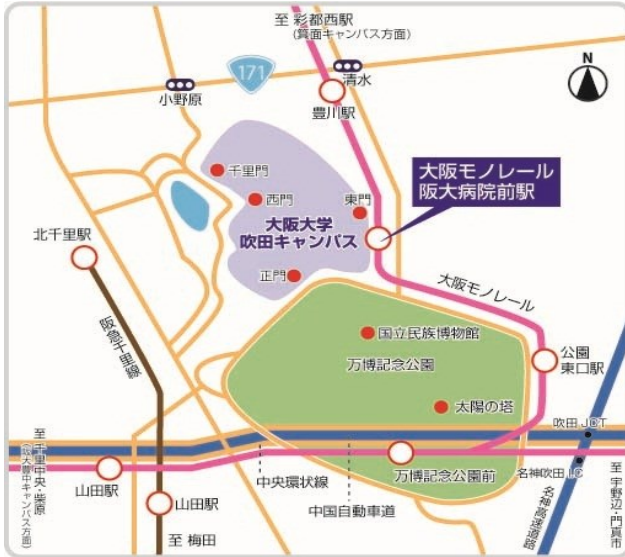 至 彩都西駅
(箕面キャンパス方面)
171
清水
小野原
豊川駅
N
千里門
西門
東門
大阪大学
吹田キャンパス
正門
大阪モノレール
阪大病院前駅
北千里駅
阪急千里線
大阪モノレール
国立民族博物館
万博記念公園
公園
東口駅
太陽の塔
吹田 JCT
至 千里中央・柴原
(阪大豊中キャンパス方面)
山田駅
山田駅
至 梅田
中央環状線
中国自動車道
万博記念公園前
名神吹田 I.C
名神高速道路
至 宇野辺・門真市